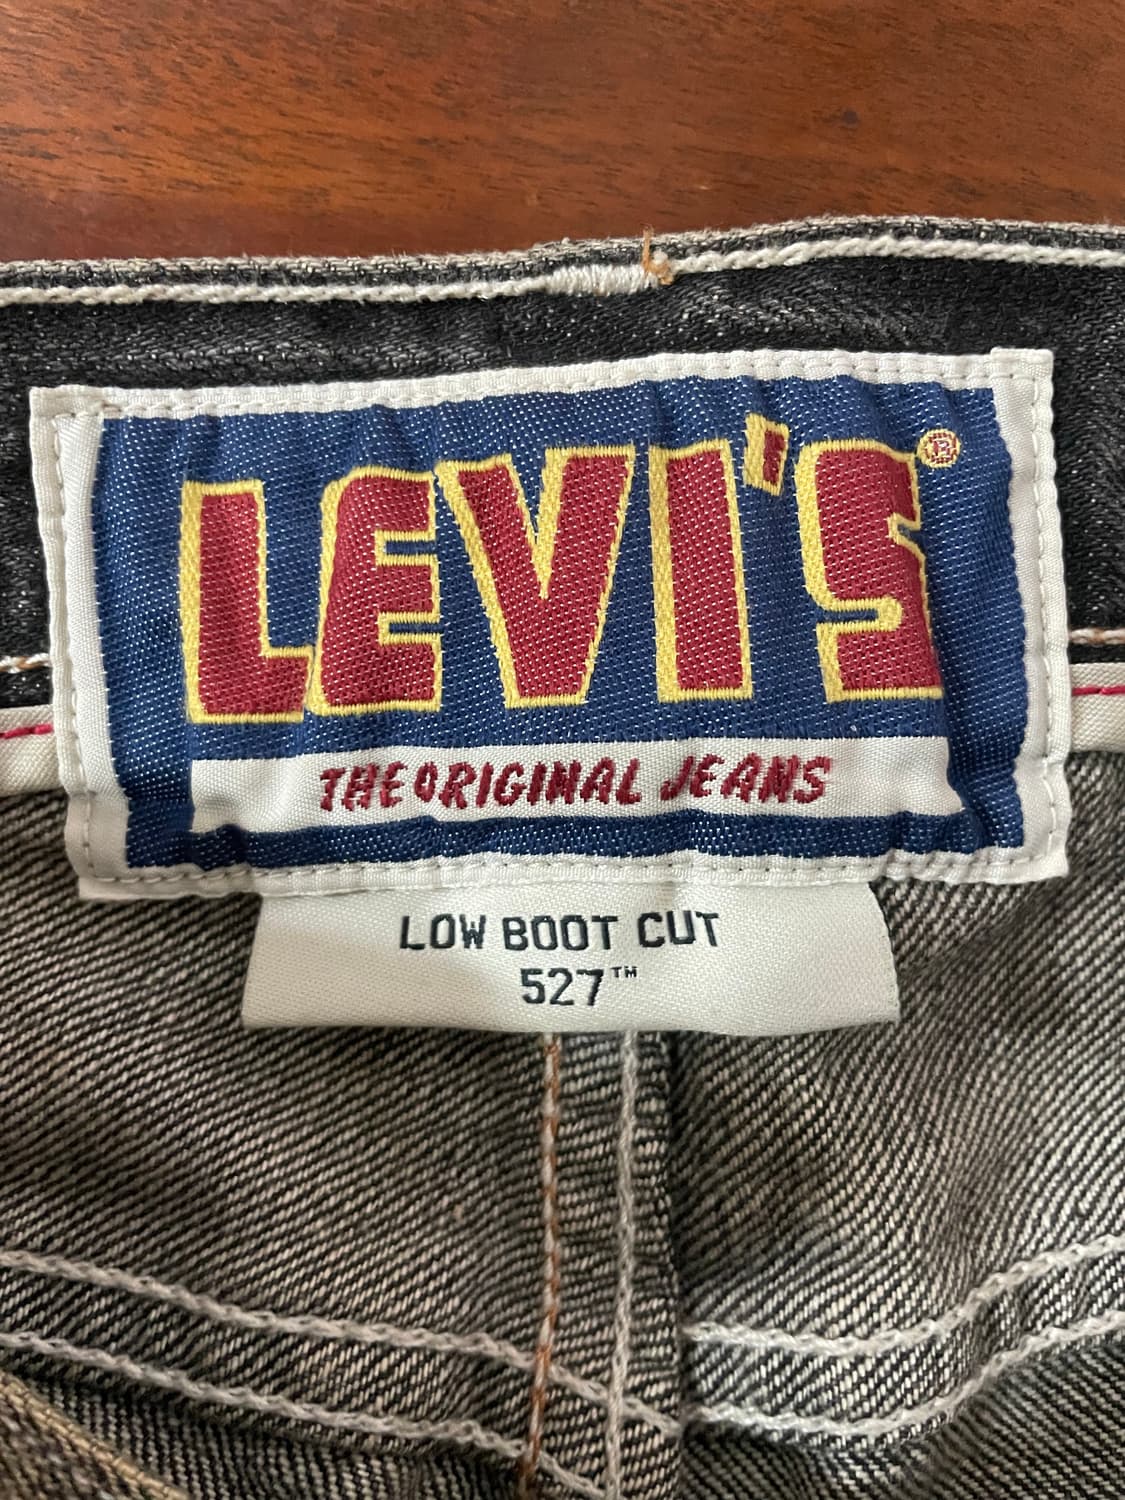 LEVI'S®
THE ORIGINAL JEANS
LOW BOOT CUT
527™